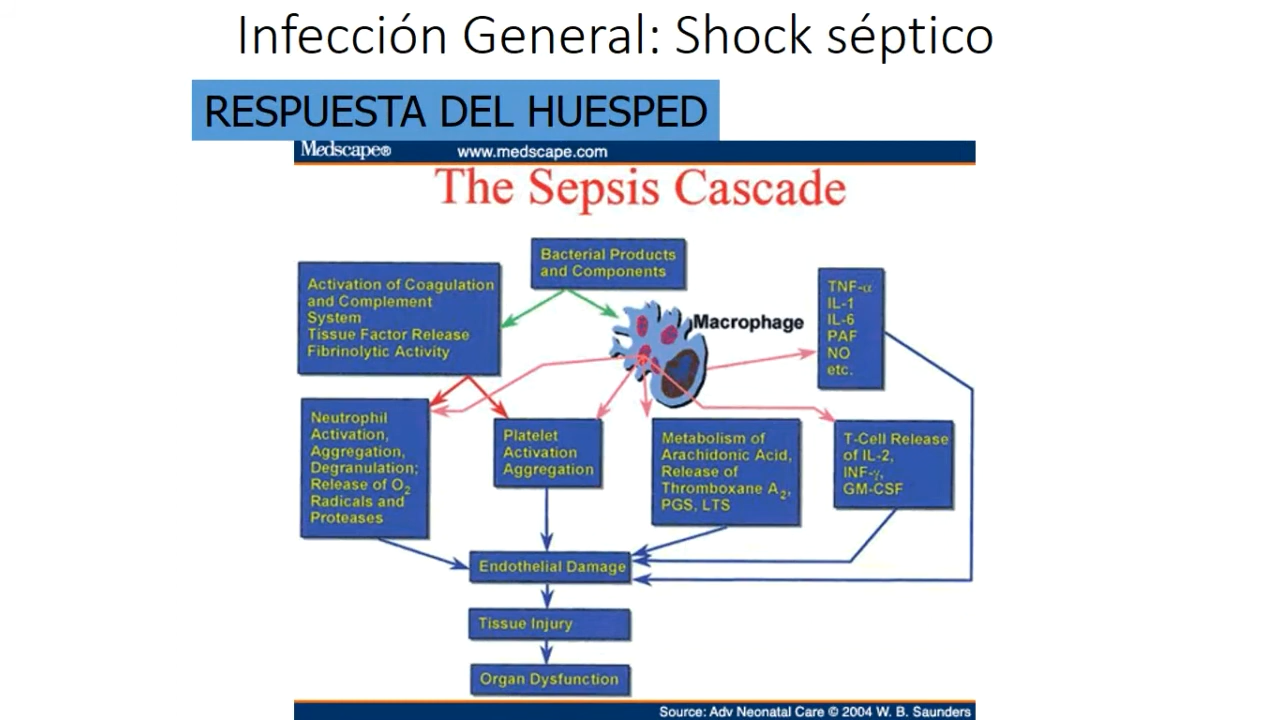 Infección General: Shock séptico
RESPUESTA DEL HUESPED
Medscape® www.medscape.com
The Sepsis Cascade
Bacterial Products
and Components
Activation of Coagulation
and Complement
System
Tissue Factor Release
Fibrinolytic Activity
Macrophage
TNF-α
IL-1
IL-6
PAF
NO
etc.
Neutrophil
Activation,
Aggregation,
Degranulation;
Release of O2
Radicals and
Proteases
Platelet
Activation
Aggregation
Metabolism of
Arachidonic Acid,
Release of
Thromboxane A2,
PGS, LTS
T-Cell Release
of IL-2,
INF-γ,
GM-CSF
Endothelial Damage
Tissue Injury
Organ Dysfunction
Source: Adv Neonatal Care © 2004 W. B. Saunders